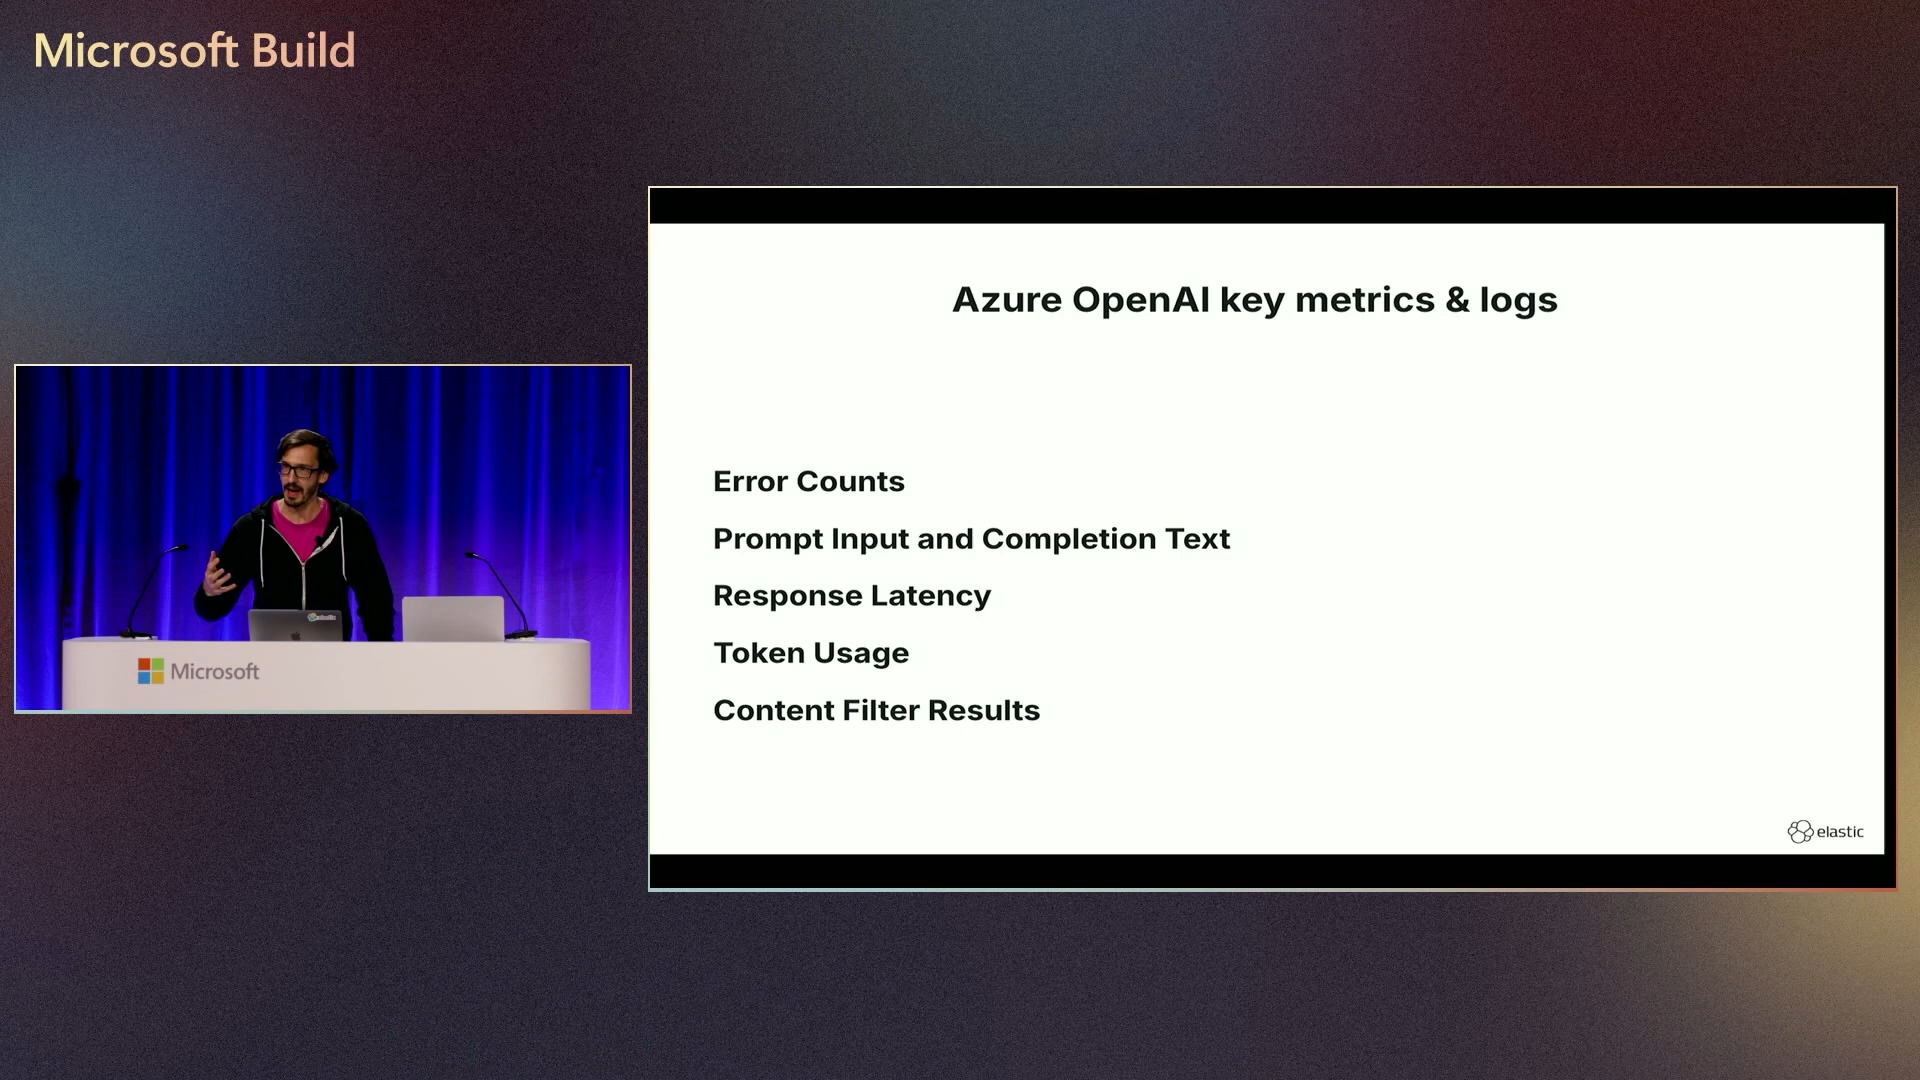 Microsoft Build
Azure OpenAI key metrics & logs
Error Counts
Prompt Input and Completion Text
Response Latency
Token Usage
Content Filter Results
elastic
Microsoft